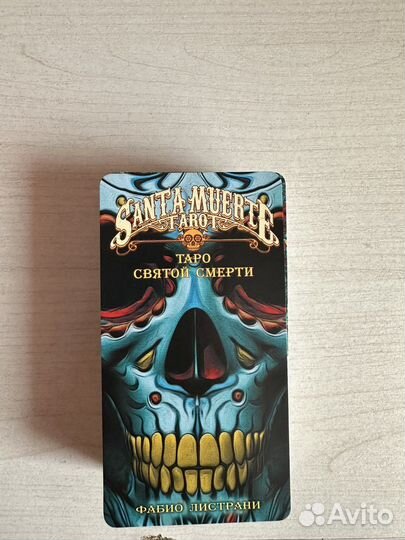 SANTA MUERTE
TAROT
ТАРО
СВЯТОЙ СМЕРТИ
ФАБИО ЛИСТРАНИ
Avito